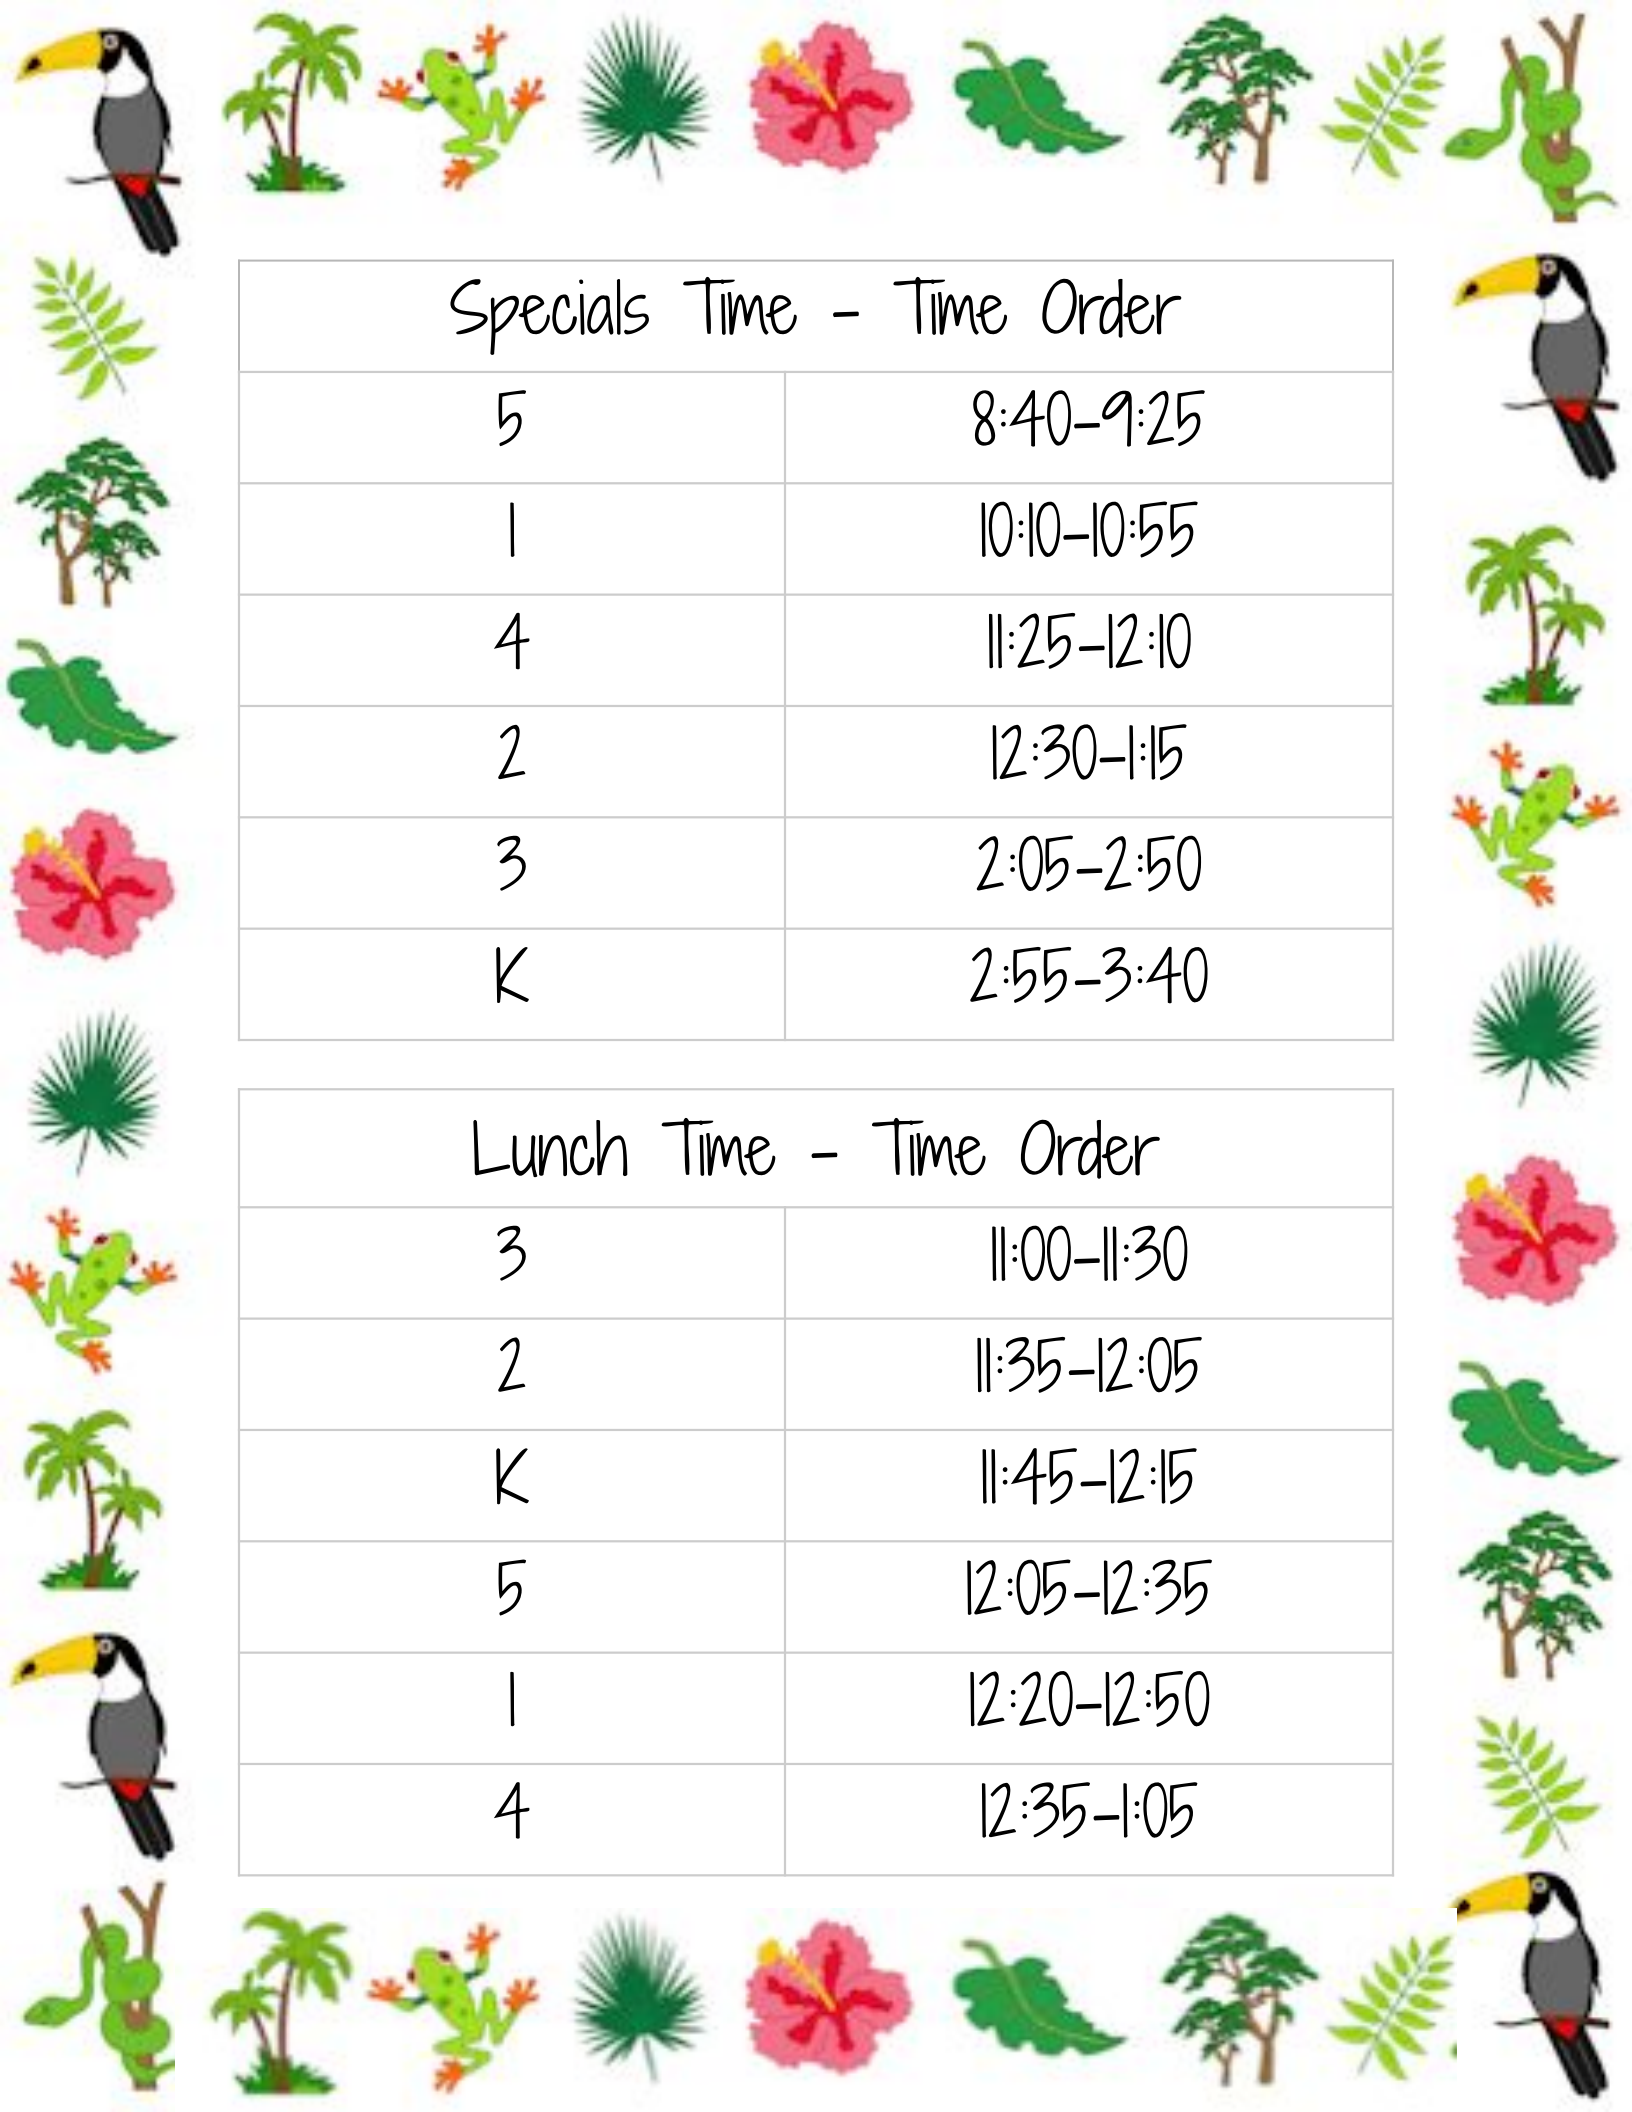 Specials Time - Time Order
5 8:40-9:25
1 10:10-10:55
4 11:25-12:10
2 12:30-1:15
3 2:05-2:50
K 2:55-3:40
Lunch Time - Time Order
3 11:00-11:30
2 11:35-12:05
K 11:45-12:15
5 12:05-12:35
1 12:20-12:50
4 12:35-1:05